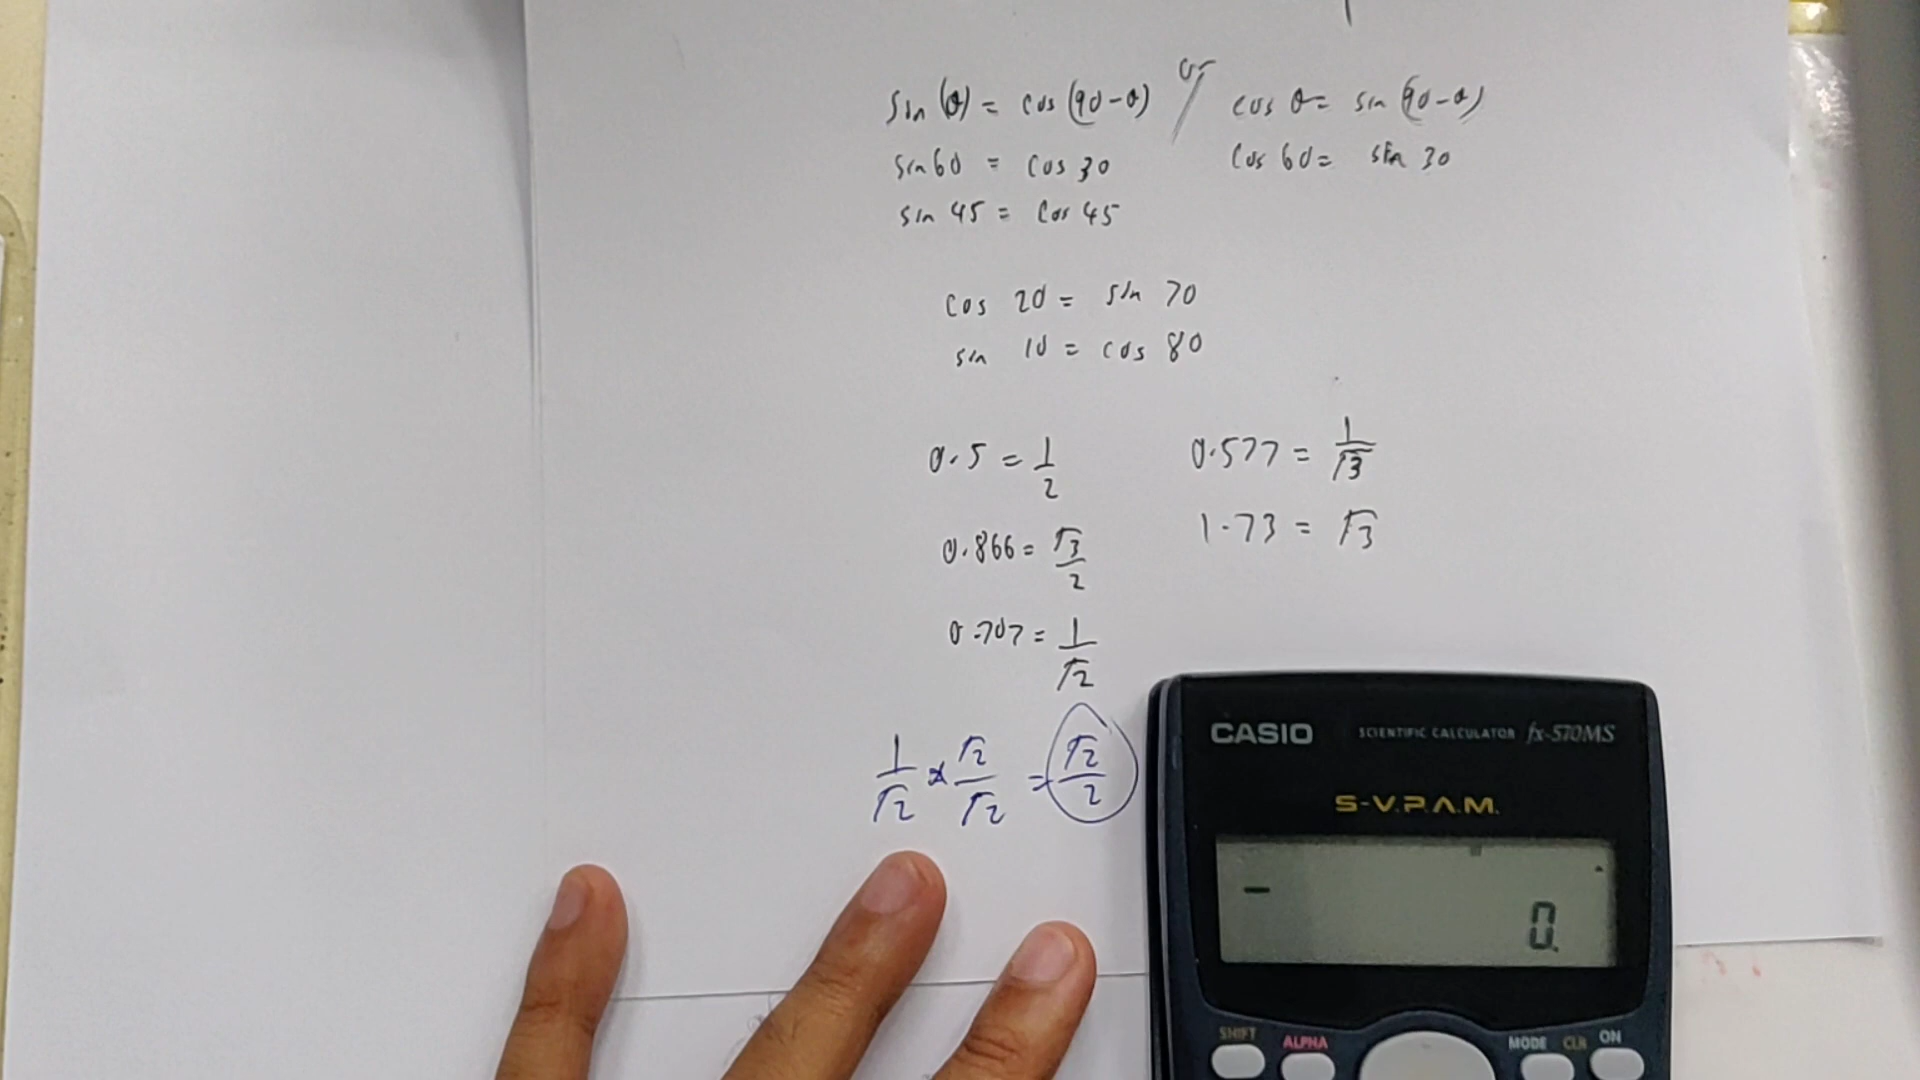 sin (θ) = cos (90-θ) or cos θ = sin (90-θ)
sin 60 = cos 30
cos 60 = sin 30
sin 45 = cos 45
cos 20 = sin 70
sin 10 = cos 80
0.5 = 1/2
0.577 = 1/√3
0.866 = √3/2
1.73 = √3
0.707 = 1/√2
1/√2 × √2/√2 = √2/2
CASIO SCIENTIFIC CALCULATOR fx-570MS
S-V.P.A.M.
- 0.
SHIFT ALPHA MODE CLR ON